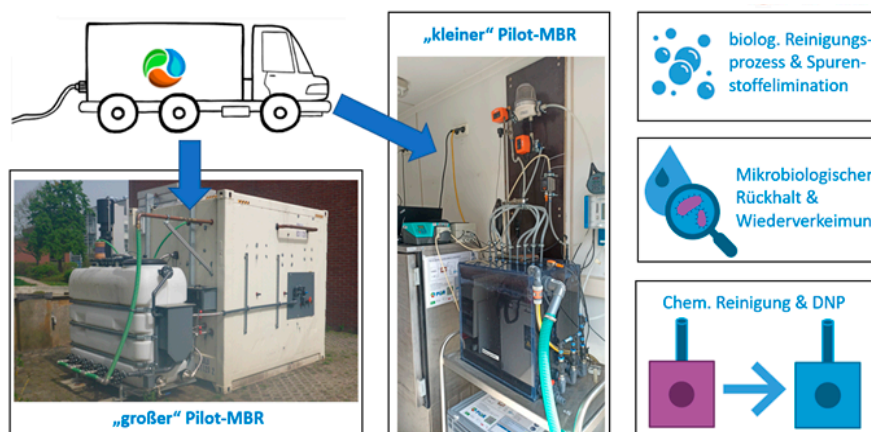 „kleiner“ Pilot-MBR
„großer“ Pilot-MBR
biolog. Reinigungs-
prozess & Spuren-
stoffelimination
Mikrobiologischer
Rückhalt &
Wiederverkeimung
Chem. Reinigung & DNP